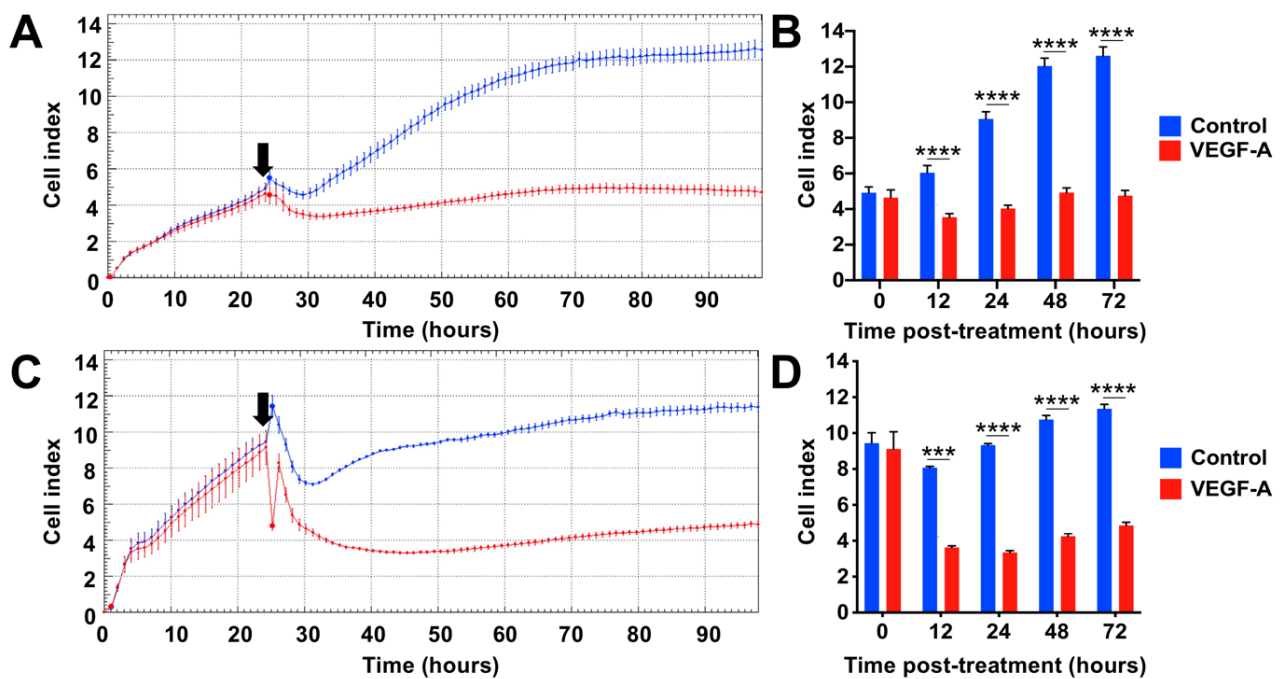 A
Cell index
14
12
10
8
6
4
2
0
0 10 20 30 40 50 60 70 80 90
Time (hours)
B
Cell index
14
12
10
8
6
4
2
0
**** **** **** ****
0 12 24 48 72
Time post-treatment (hours)
Control
VEGF-A
C
Cell index
14
12
10
8
6
4
2
0
0 10 20 30 40 50 60 70 80 90
Time (hours)
D
Cell index
14
12
10
8
6
4
2
0
*** **** **** ****
0 12 24 48 72
Time post-treatment (hours)
Control
VEGF-A